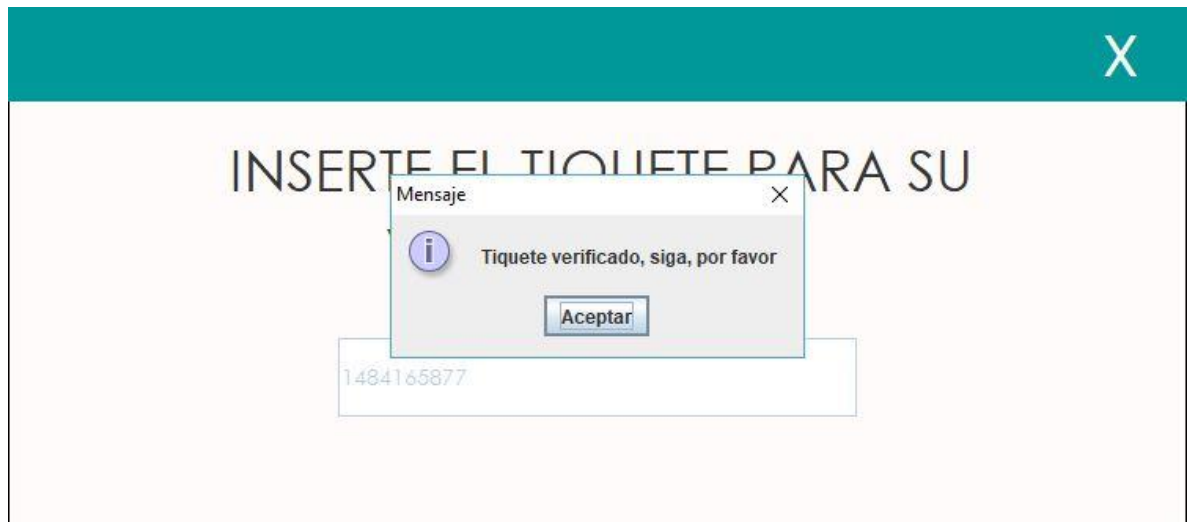 X
INSERTE EL TIQUETE PARA SU
Mensaje
Tiquete verificado, siga, por favor
Aceptar
1484165877